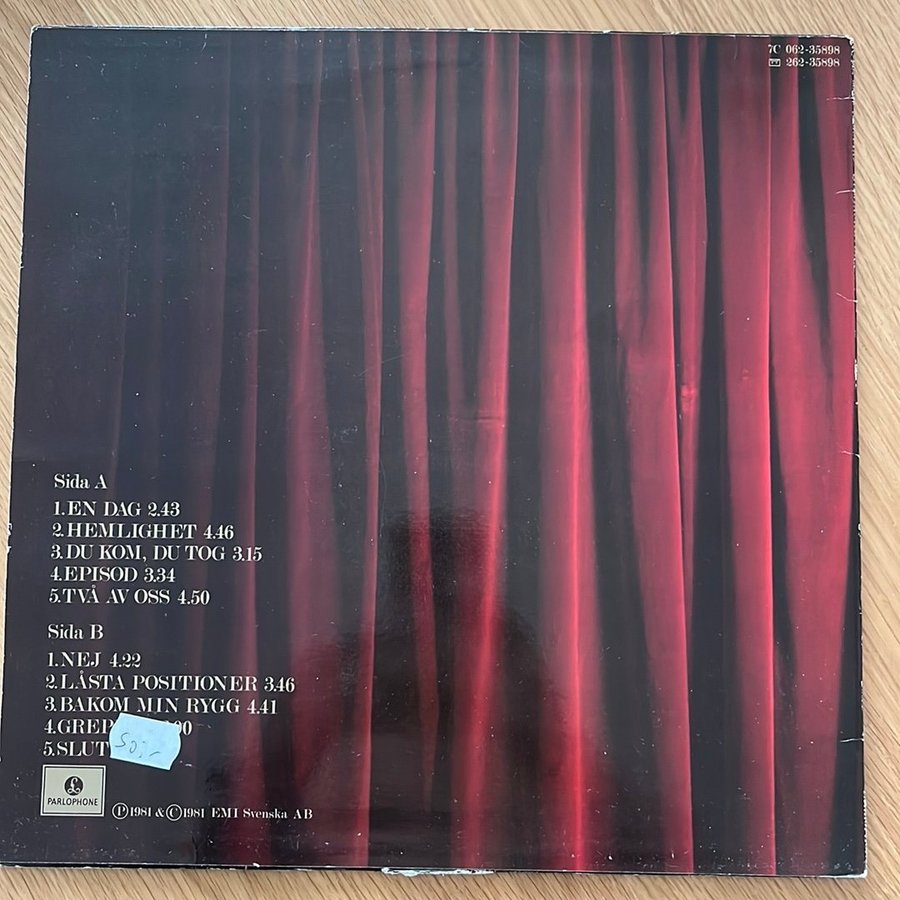 7C 062-35898
262-35898
Sida A
1.EN DAG 2.43
2.HEMLIGHET 4.46
3.DU KOM, DU TOG 3.15
4.EPISOD 3.34
5.TVÅ AV OSS 4.50
Sida B
1.NEJ 4.22
2.LÅSTA POSITIONER 3.46
3.BAKOM MIN RYGG 4.41
4.
5.SLUT
50:-
PARLOPHONE
Ⓟ1981 & ©1981 EMI Svenska AB